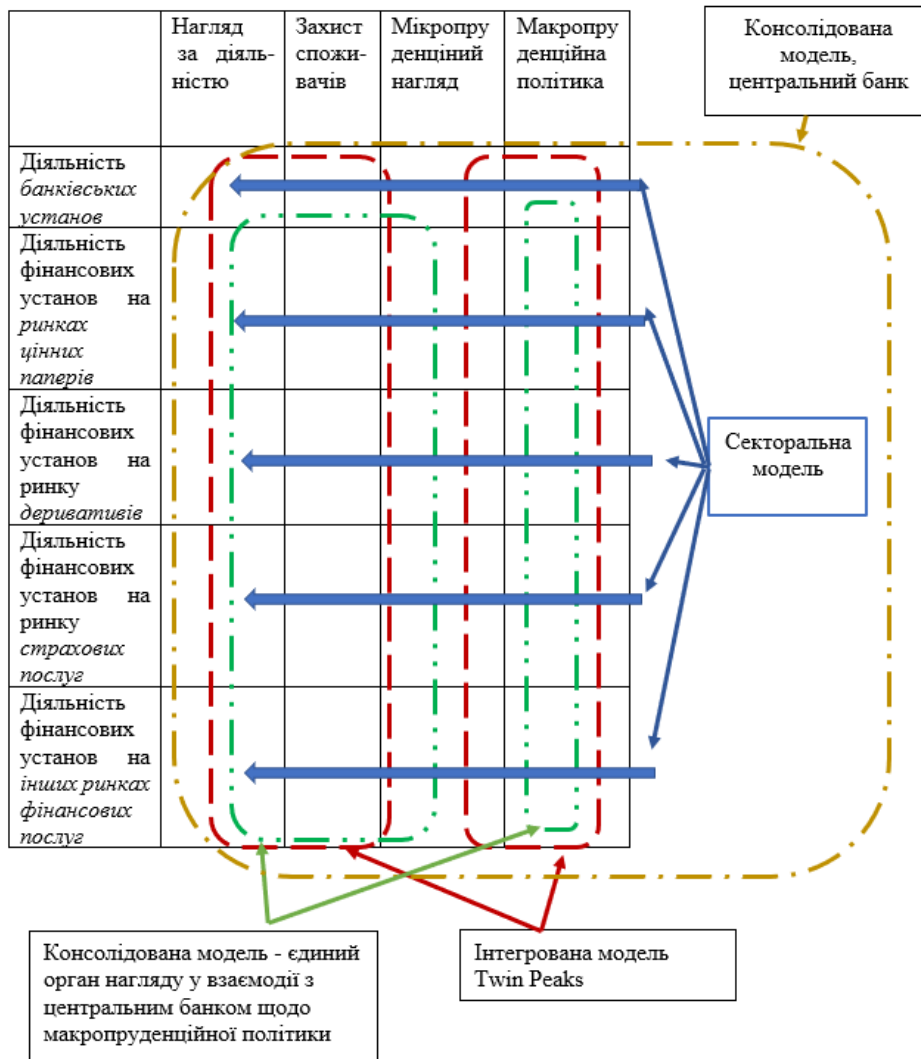 Нагляд
за діяль-
ністю
Захист
спожи-
вачів
Мікропру
денціний
нагляд
Макропру
денційна
політика
Консолідована
модель,
центральний банк
Діяльність
банківських
установ
Діяльність
фінансових
установ на
ринках
цінних
паперів
Діяльність
фінансових
установ на
ринку
деривативів
Діяльність
фінансових
установ на
ринку
страхових
послуг
Діяльність
фінансових
установ на
інших ринках
фінансових
послуг
Секторальна
модель
Консолідована модель - єдиний
орган нагляду у взаємодії з
центральним банком щодо
макропруденційної політики
Інтегрована модель
Twin Peaks